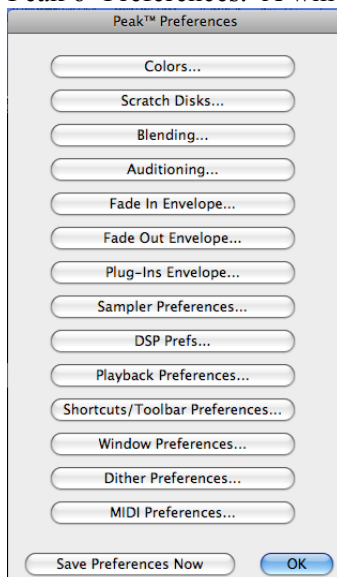 Peak™ Preferences
Colors...
Scratch Disks...
Blending...
Auditioning...
Fade In Envelope...
Fade Out Envelope...
Plug-Ins Envelope...
Sampler Preferences...
DSP Prefs...
Playback Preferences...
Shortcuts/Toolbar Preferences...
Window Preferences...
Dither Preferences...
MIDI Preferences...
Save Preferences Now OK